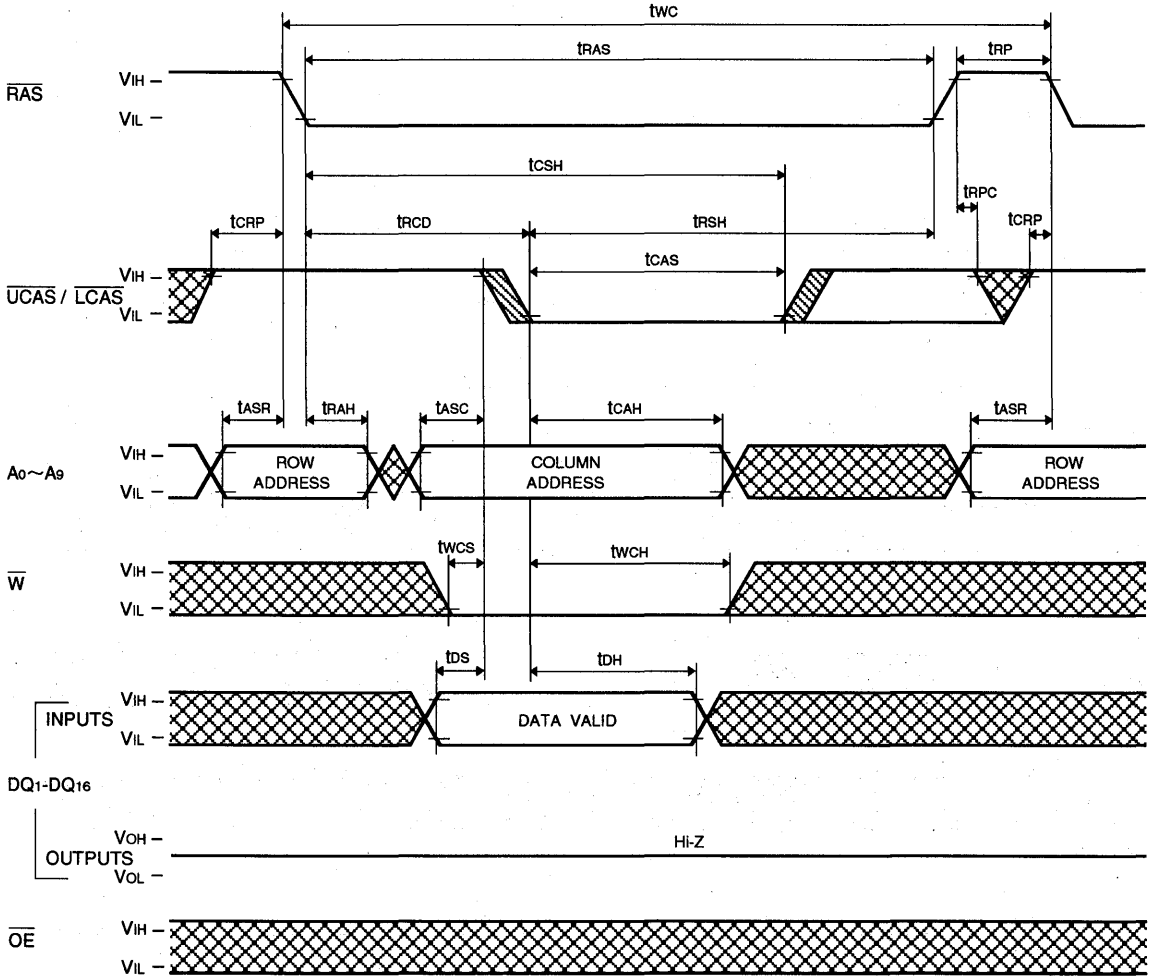 tWC
tRAS
tRP
RAS
VIH –
VIL –
tCSH
tRPC
tCRP
tRCD
tRSH
tCRP
tCAS
UCAS / LCAS
VIH –
VIL –
tASR
tRAH
tASC
tCAH
tASR
A0~A9
VIH –
VIL –
ROW ADDRESS
COLUMN ADDRESS
ROW ADDRESS
tWCS
tWCH
W
VIH –
VIL –
tDS
tDH
INPUTS
VIH –
VIL –
DATA VALID
DQ1-DQ16
OUTPUTS
VOH –
VOL –
Hi-Z
OE
VIH –
VIL –